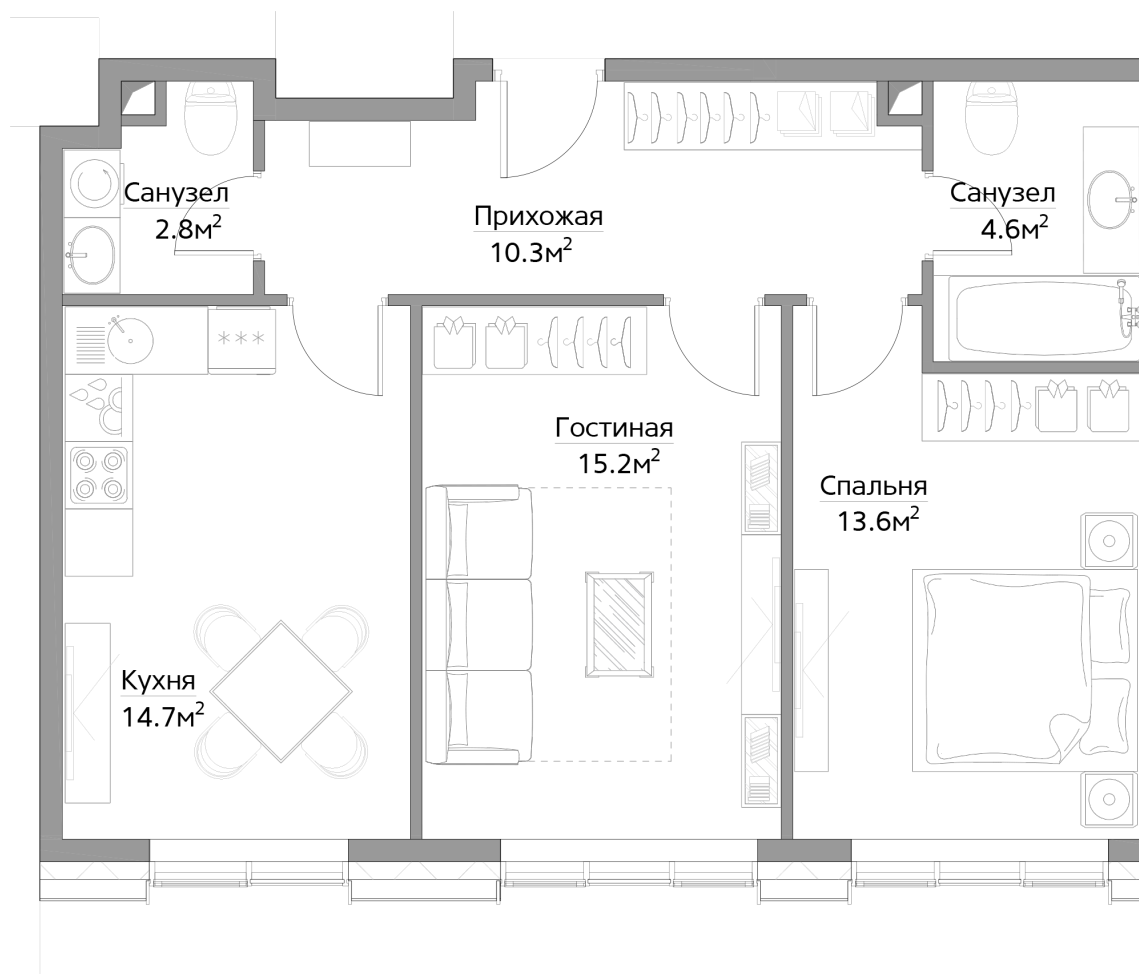 Санузел
2.8м²
Прихожая
10.3м²
Санузел
4.6м²
Гостиная
15.2м²
Спальня
13.6м²
Кухня
14.7м²